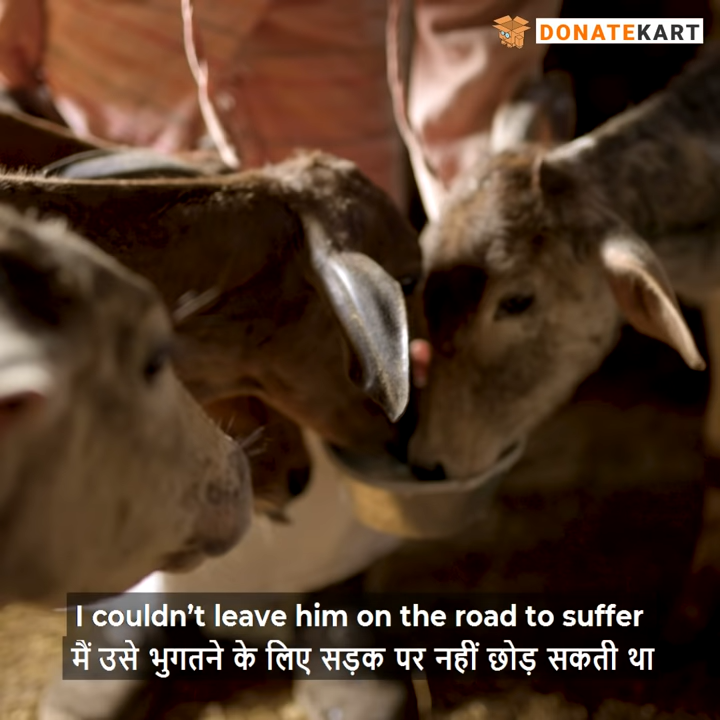 DONATEKART
I couldn't leave him on the road to suffer
मैं उसे भुगतने के लिए सड़क पर नहीं छोड़ सकती था